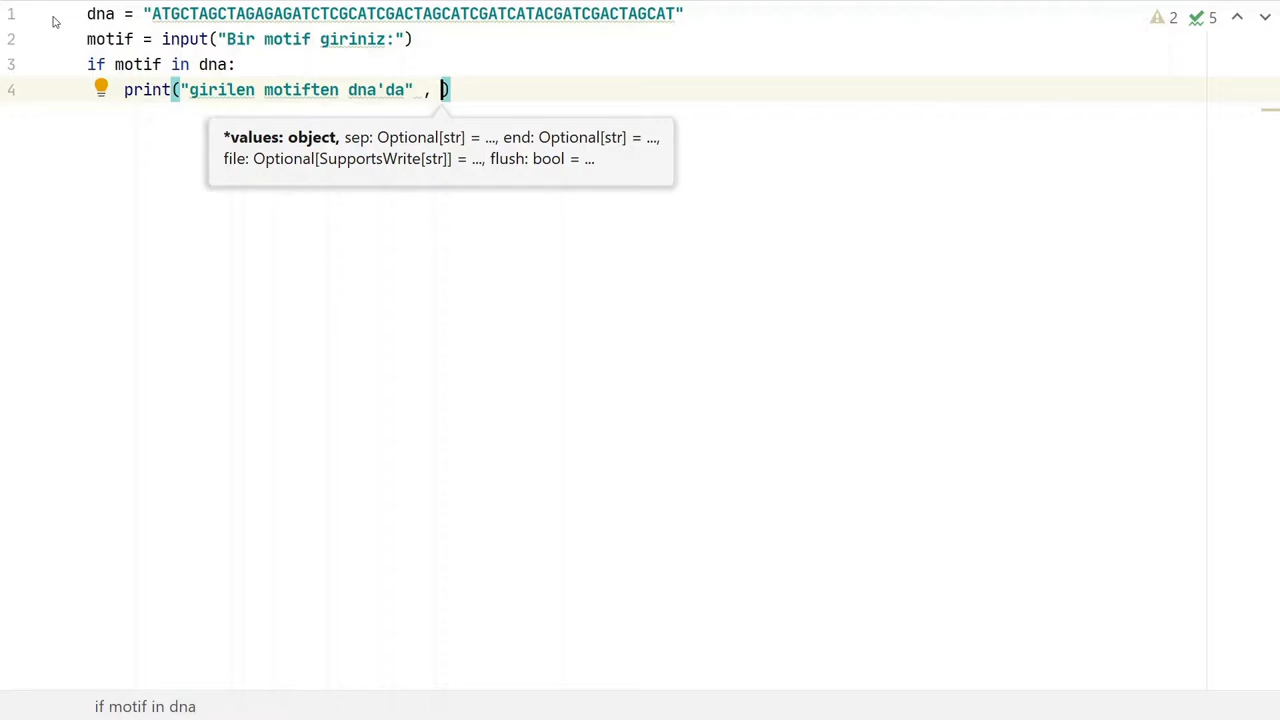 1 dna = "ATGCTAGCTAGAGAGATCTCGCATCGACTAGCATCGATCATACGATCGACTAGCAT"
2 motif = input("Bir motif giriniz:")
3 if motif in dna:
4 print("girilen motiften dna'da" , )
2 5
*values: object, sep: Optional[str] = ..., end: Optional[str] = ...,
file: Optional[SupportsWrite[str]] = ..., flush: bool = ...
if motif in dna